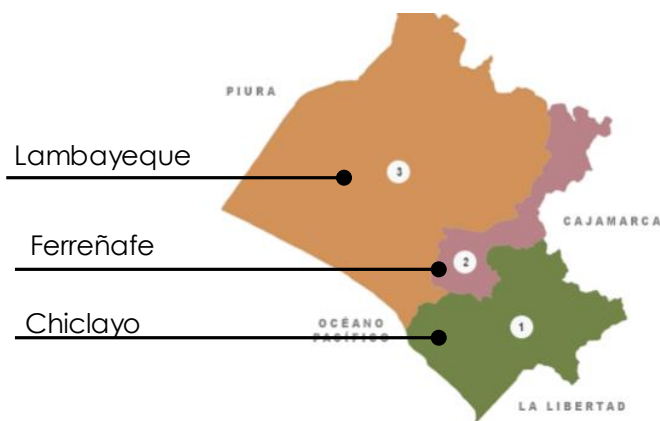 PIURA
Lambayeque
3
CAJAMARCA
Ferreñafe
2
Chiclayo
OCÉANO
PACÍFICO
1
LA LIBERTAD